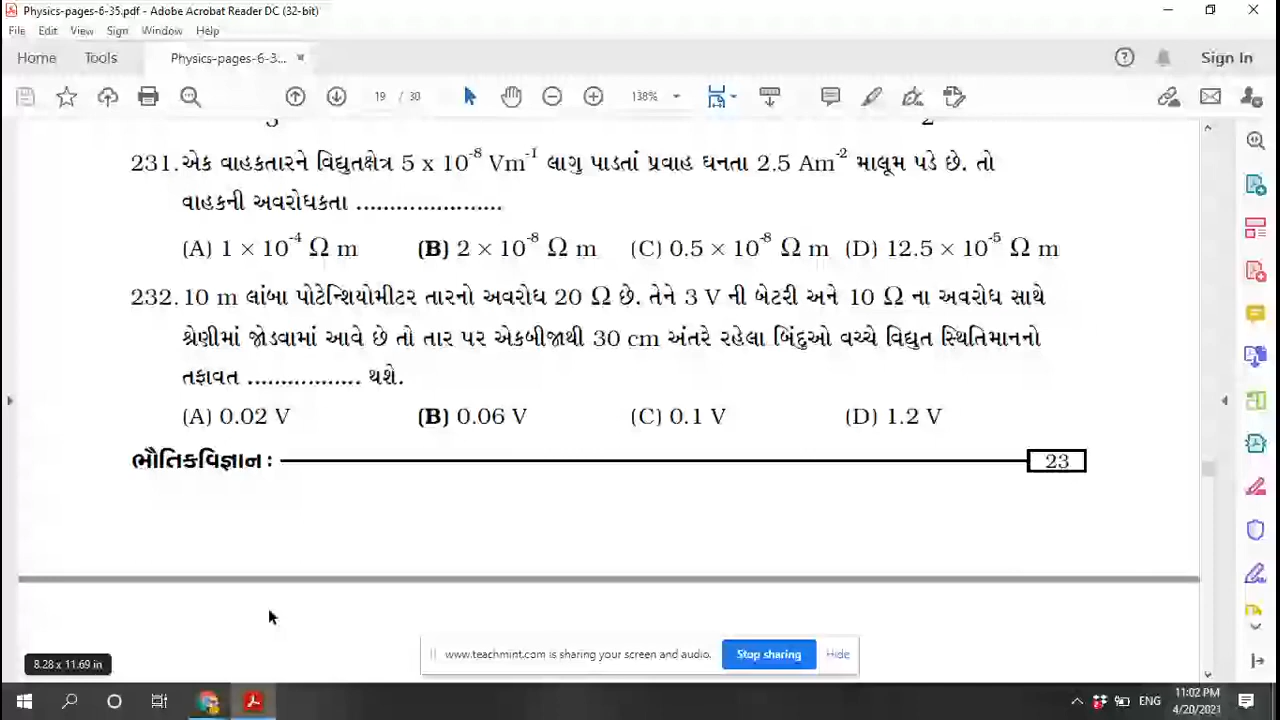 Physics-pages-6-35.pdf - Adobe Acrobat Reader DC (32-bit)
File Edit View Sign Window Help
Home Tools Physics-pages-6-3... × Sign In
19 / 30 138%
231. એક વાહકતારને વિદ્યુતક્ષેત્ર 5 x 10⁻⁸ Vm⁻¹ લાગુ પાડતાં પ્રવાહ ઘનતા 2.5 Am⁻² માલૂમ પડે છે. તો
વાહકની અવરોધકતા ......................
(A) 1 × 10⁻⁴ Ω m (B) 2 × 10⁻⁸ Ω m (C) 0.5 × 10⁻⁸ Ω m (D) 12.5 × 10⁻⁵ Ω m
232. 10 m લાંબા પોટેન્શિયોમીટર તારનો અવરોધ 20 Ω છે. તેને 3 V ની બેટરી અને 10 Ω ના અવરોધ સાથે
શ્રેણીમાં જોડવામાં આવે છે તો તાર પર એકબીજાથી 30 cm અંતરે રહેલા બિંદુઓ વચ્ચે વિદ્યુત સ્થિતિમાનનો
તફાવત ................. થશે.
(A) 0.02 V (B) 0.06 V (C) 0.1 V (D) 1.2 V
ભૌતિકવિજ્ઞાન : 23
www.teachmint.com is sharing your screen and audio. Stop sharing Hide
8.28 x 11.69 in
ENG 11:02 PM
4/20/2021